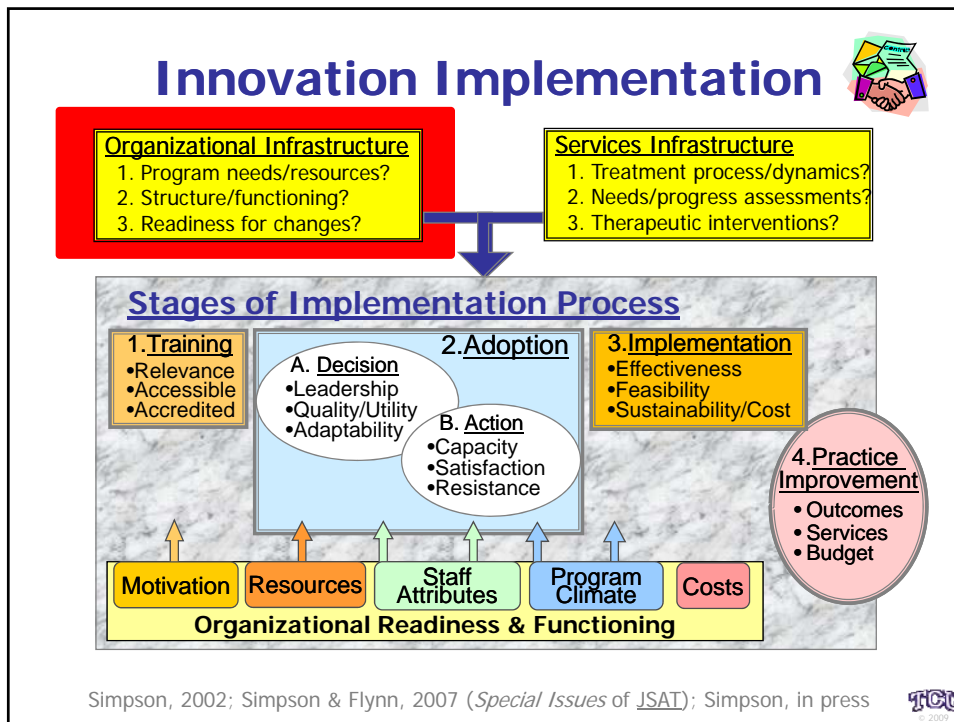 Innovation Implementation
Contract
Organizational Infrastructure
1. Program needs/resources?
2. Structure/functioning?
3. Readiness for changes?
Services Infrastructure
1. Treatment process/dynamics?
2. Needs/progress assessments?
3. Therapeutic interventions?
Stages of Implementation Process
1.Training
•Relevance
•Accessible
•Accredited
2.Adoption
A. Decision
•Leadership
•Quality/Utility
•Adaptability
B. Action
•Capacity
•Satisfaction
•Resistance
3.Implementation
•Effectiveness
•Feasibility
•Sustainability/Cost
4.Practice
Improvement
• Outcomes
• Services
• Budget
Motivation
Resources
Staff
Attributes
Program
Climate
Costs
Organizational Readiness & Functioning
Simpson, 2002; Simpson & Flynn, 2007 (Special Issues of JSAT); Simpson, in press
TCU
© 2009